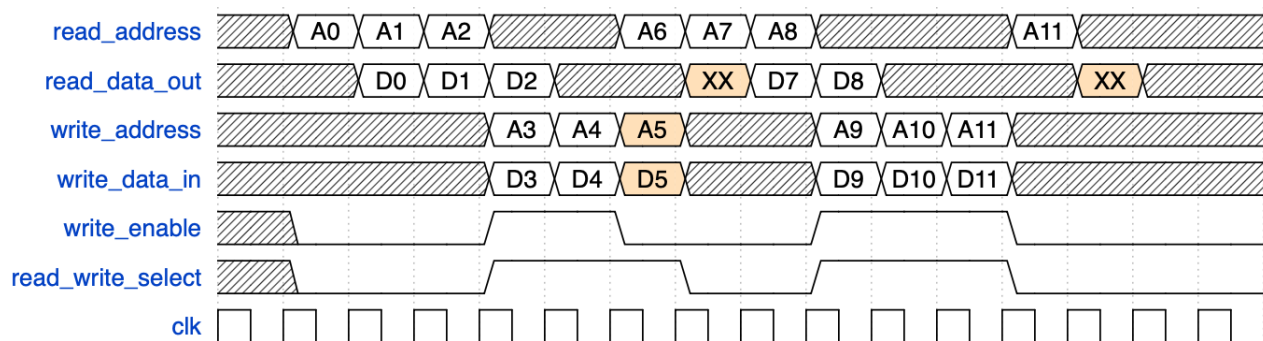 read_address A0 A1 A2 A6 A7 A8 A11
read_data_out D0 D1 D2 XX D7 D8 XX
write_address A3 A4 A5 A9 A10 A11
write_data_in D3 D4 D5 D9 D10 D11
write_enable
read_write_select
clk